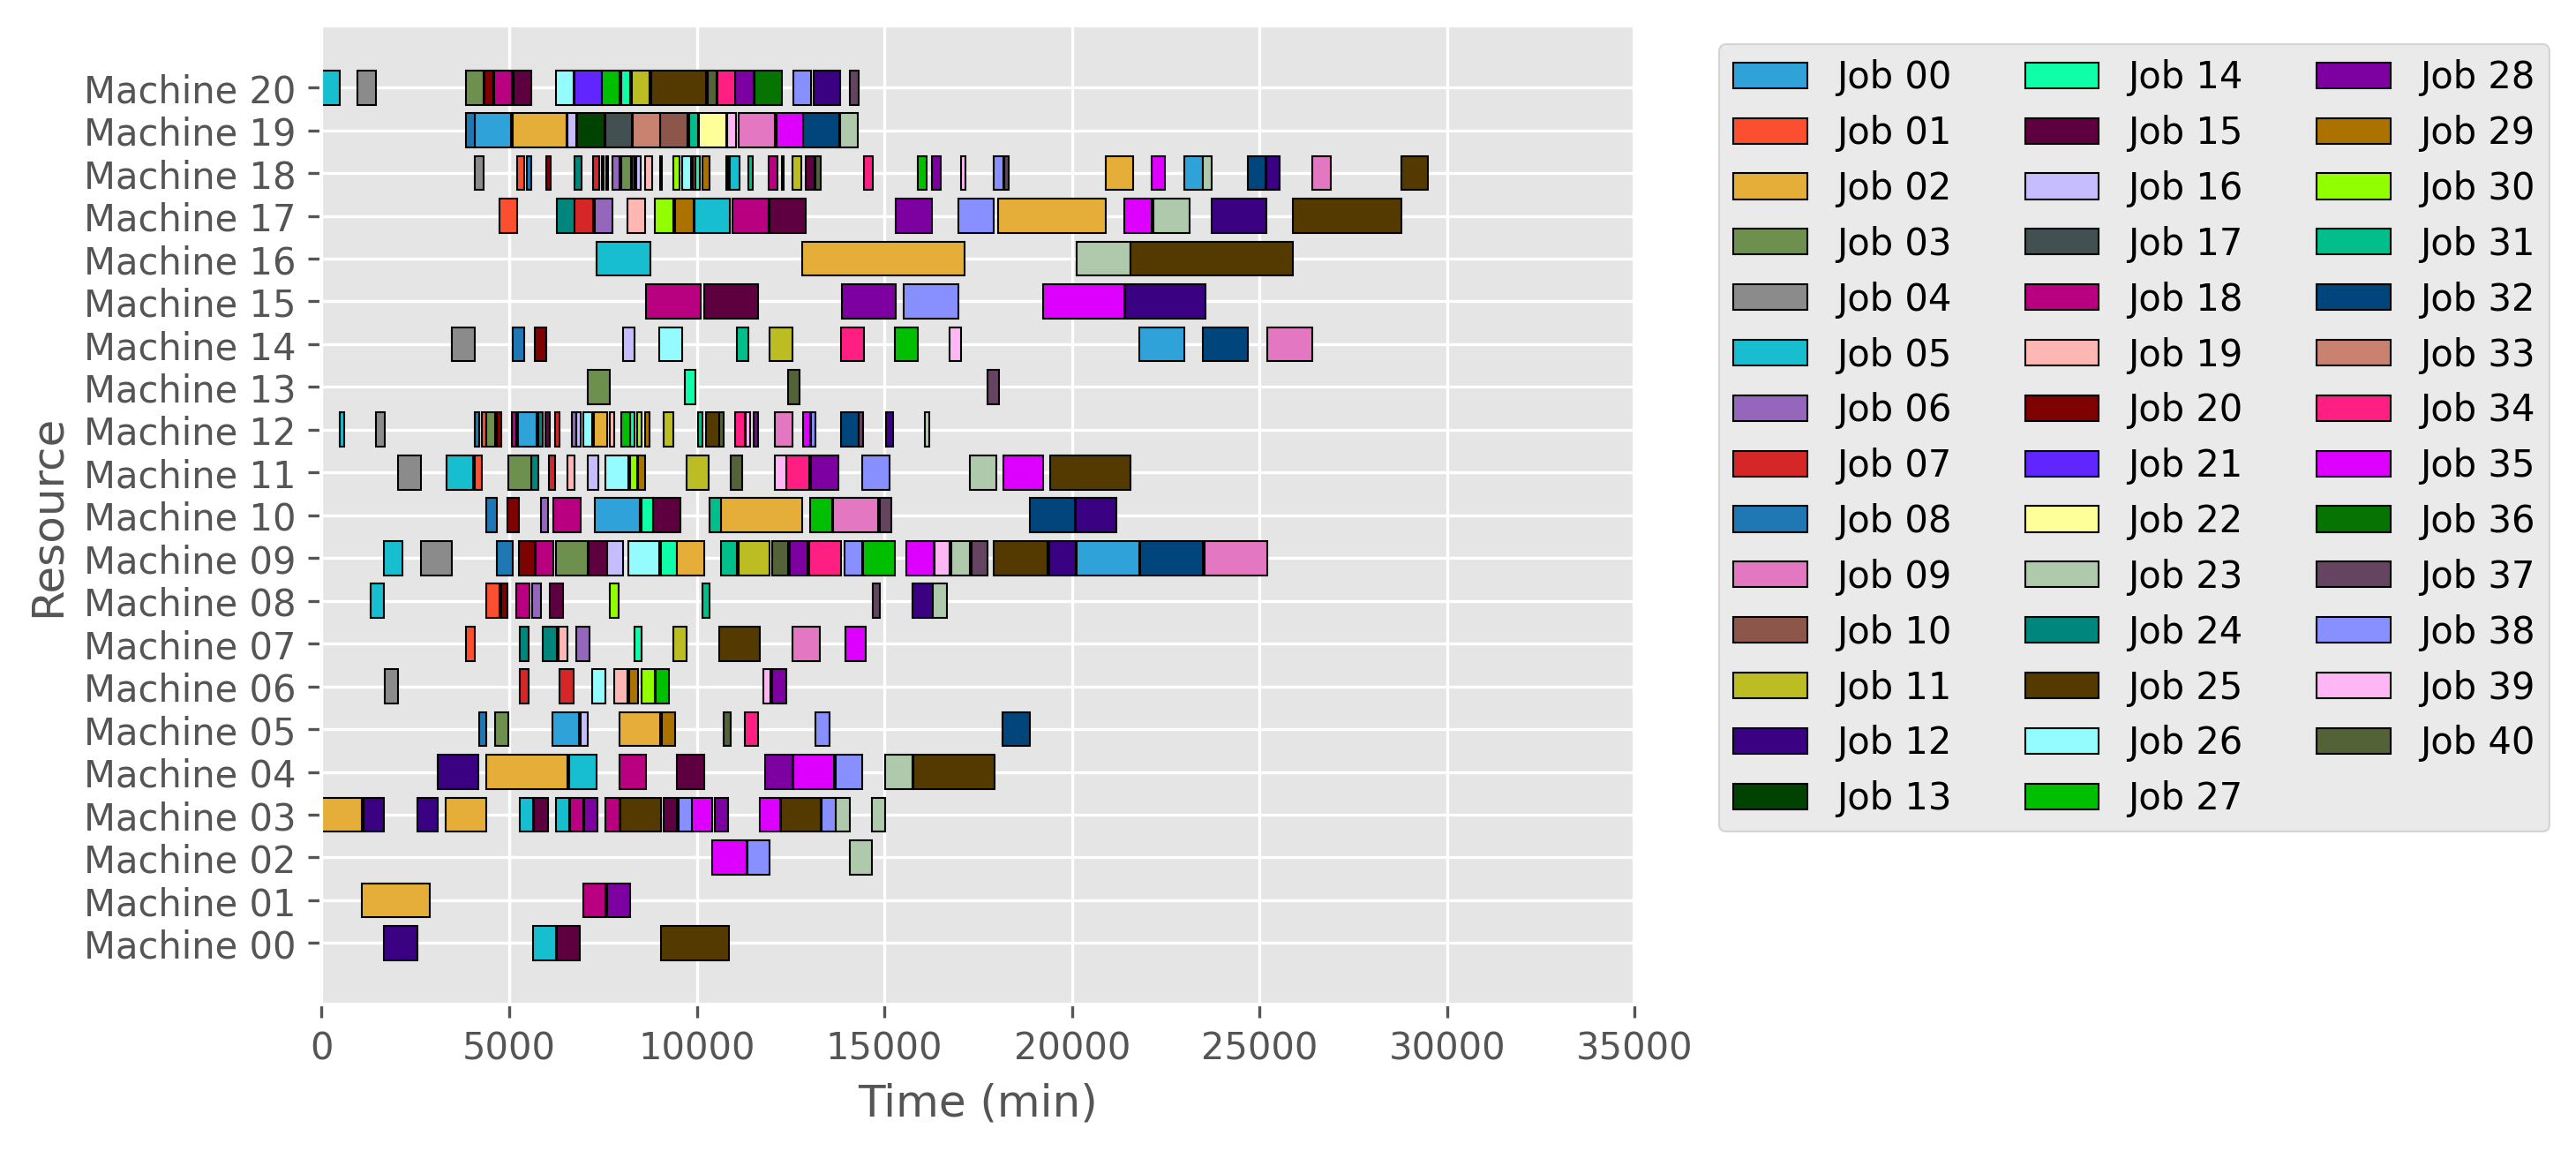 Resource
Machine 20
Machine 19
Machine 18
Machine 17
Machine 16
Machine 15
Machine 14
Machine 13
Machine 12
Machine 11
Machine 10
Machine 09
Machine 08
Machine 07
Machine 06
Machine 05
Machine 04
Machine 03
Machine 02
Machine 01
Machine 00
0 5000 10000 15000 20000 25000 30000 35000
Time (min)
Job 00
Job 01
Job 02
Job 03
Job 04
Job 05
Job 06
Job 07
Job 08
Job 09
Job 10
Job 11
Job 12
Job 13
Job 14
Job 15
Job 16
Job 17
Job 18
Job 19
Job 20
Job 21
Job 22
Job 23
Job 24
Job 25
Job 26
Job 27
Job 28
Job 29
Job 30
Job 31
Job 32
Job 33
Job 34
Job 35
Job 36
Job 37
Job 38
Job 39
Job 40